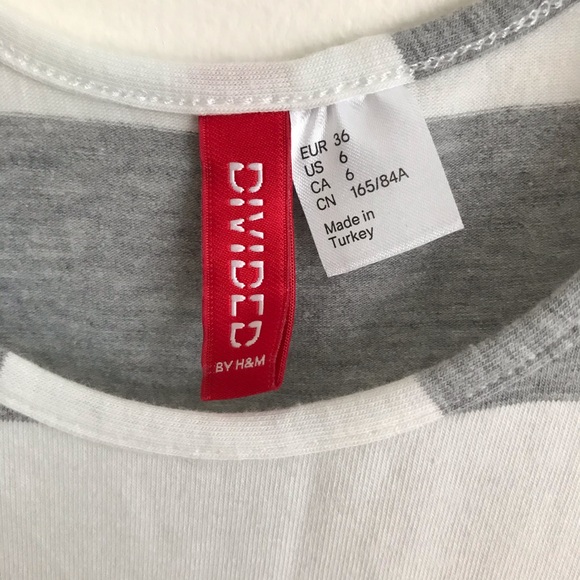 DIVIDED
BY H&M
EUR 36
US 6
CA 6
CN 165/84A
Made in
Turkey